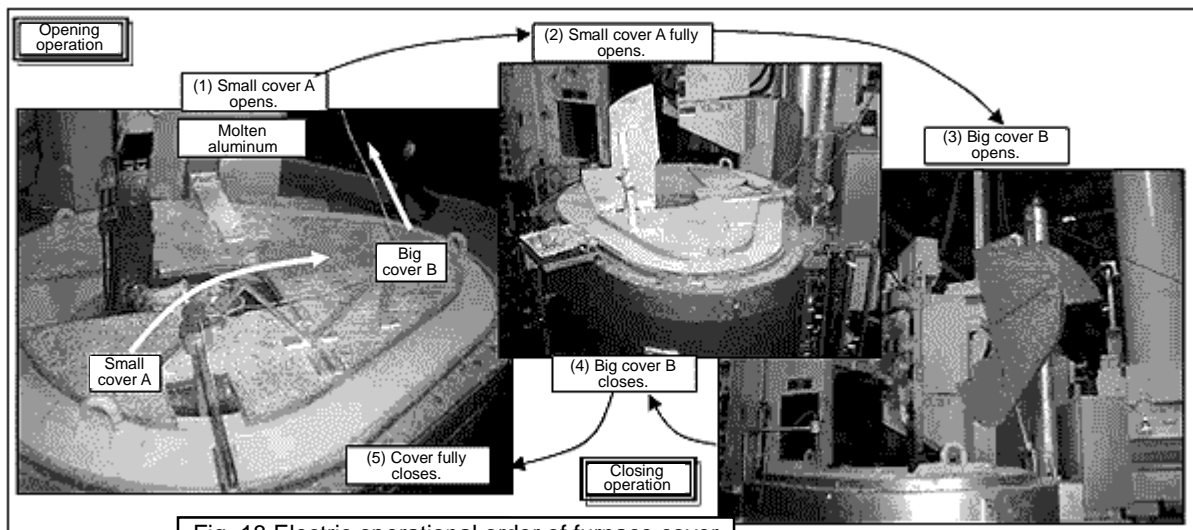 Opening
operation
(1) Small cover A
opens.
(2) Small cover A fully
opens.
(3) Big cover B
opens.
Molten
aluminum
Big
cover B
Small
cover A
(4) Big cover B
closes.
(5) Cover fully
closes.
Closing
operation
Fig. 18 Electric operational order of furnace cover